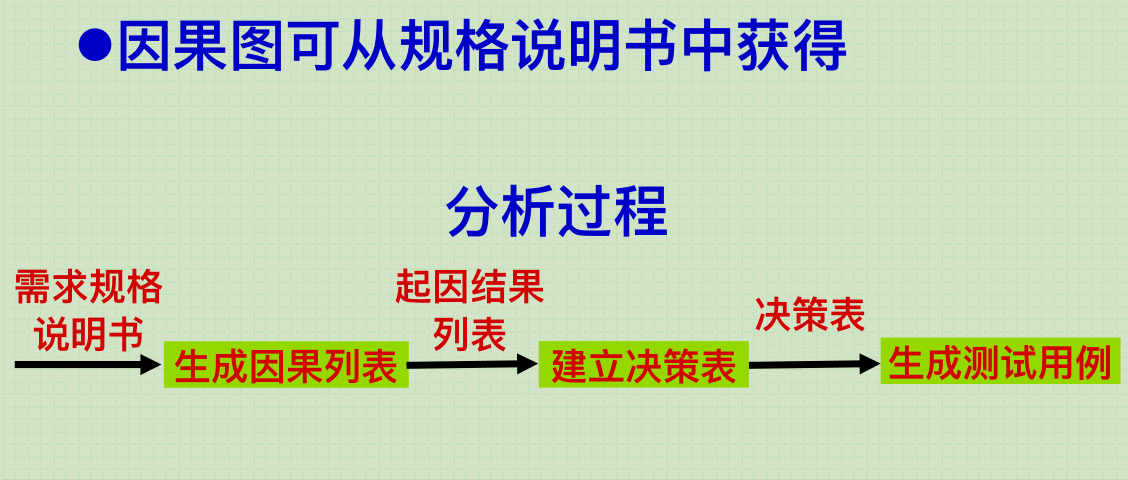 ●因果图可从规格说明书中获得
分析过程
需求规格
说明书
生成因果列表
起因结果
列表
建立决策表
决策表
生成测试用例